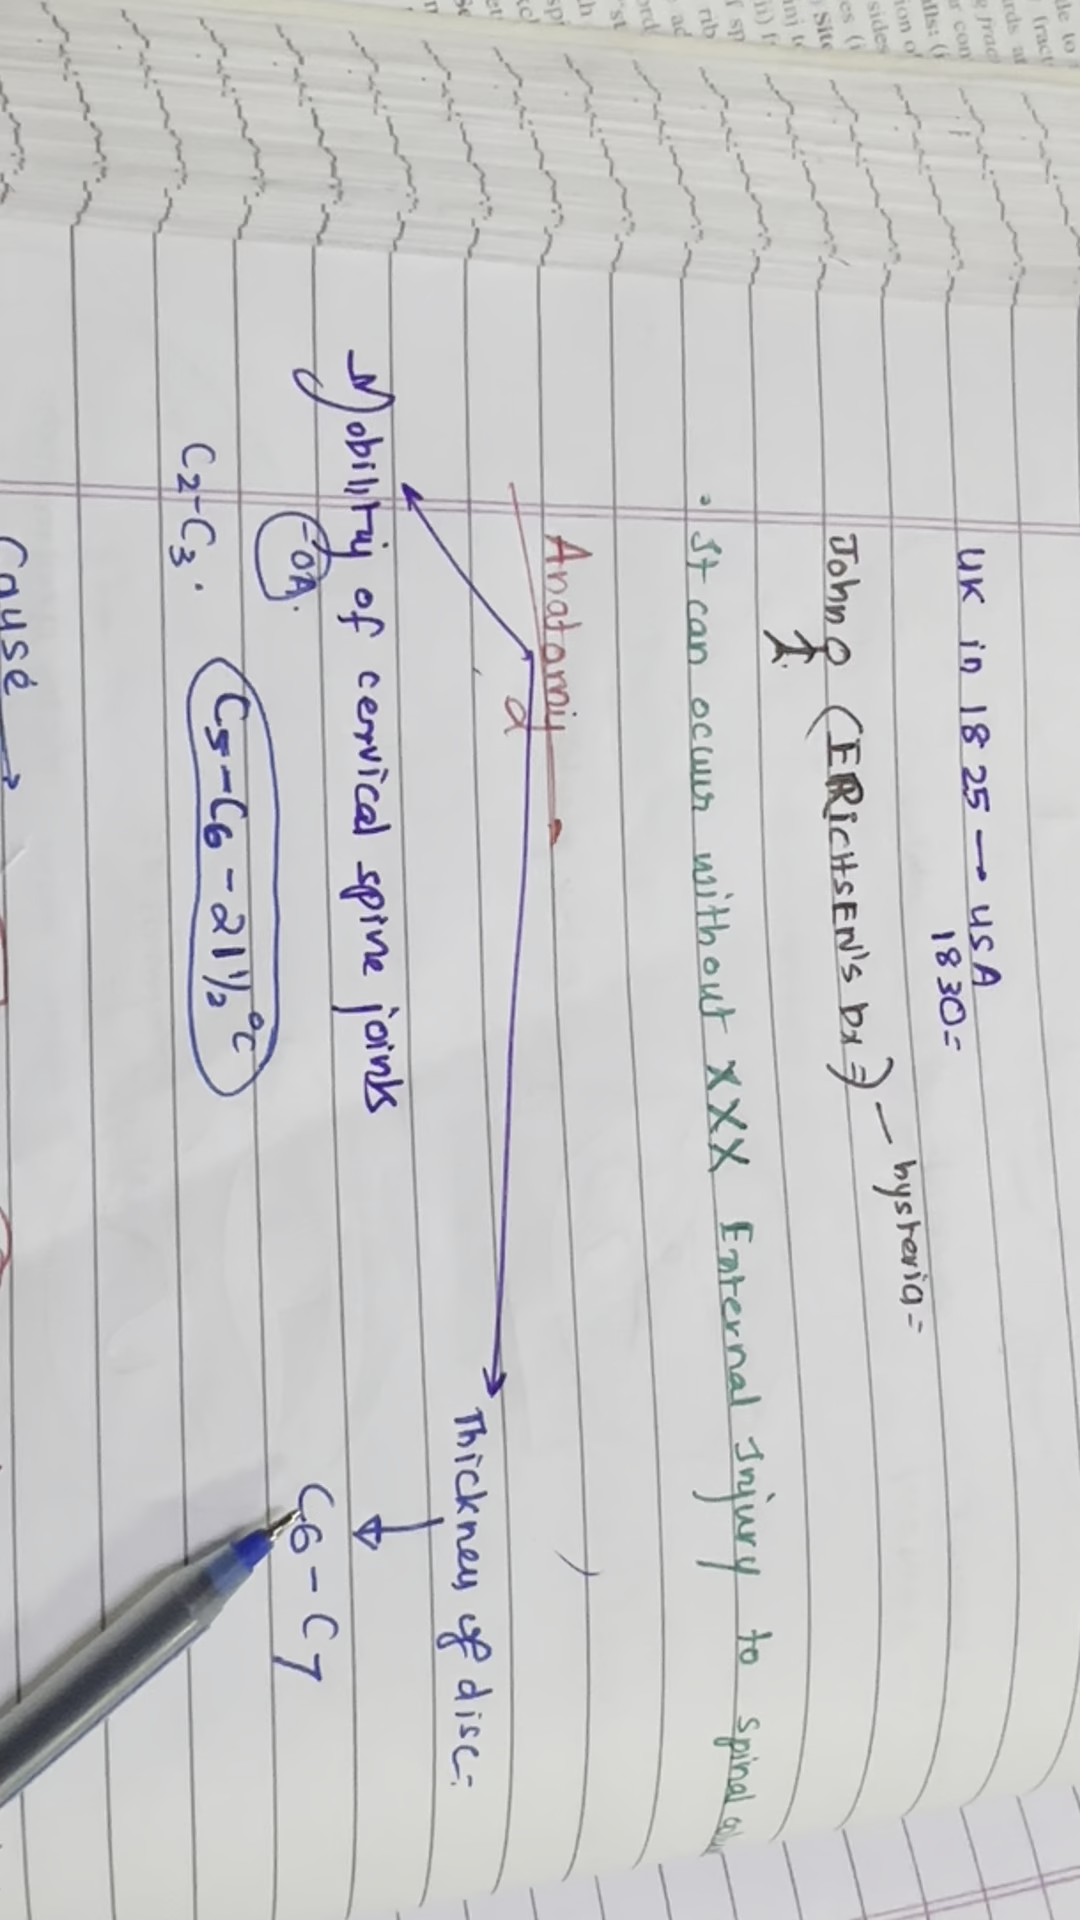 UK in 1825 → USA
1830=
John (ERicHsEN's Dx=) — hysteria=
• It can occur without XXX External Injury to spinal
Anatomy
Mobility of cervical spine joints
Thickness of disc.
-OA.
C6-C7
C2-C3.
C5-C6 - 21½ °c
Cause →